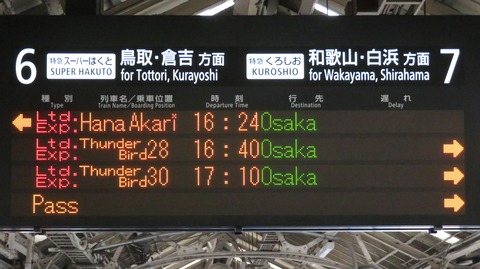 6 特急 スーパーはくと SUPER HAKUTO 鳥取・倉吉 方面 for Tottori, Kurayoshi
特急 くろしお KUROSHIO 和歌山・白浜 方面 for Wakayama, Shirahama 7
種別 列車名/乗車位置 時刻 行先 遅れ
Type Train Name/Boarding Position Departure Time Destination Delay
← Ltd. Exp. Hana Akari 16:24 Osaka
Ltd. Exp. Thunder Bird 28 16:40 Osaka →
Ltd. Exp. Thunder Bird 30 17:10 Osaka →
Pass →